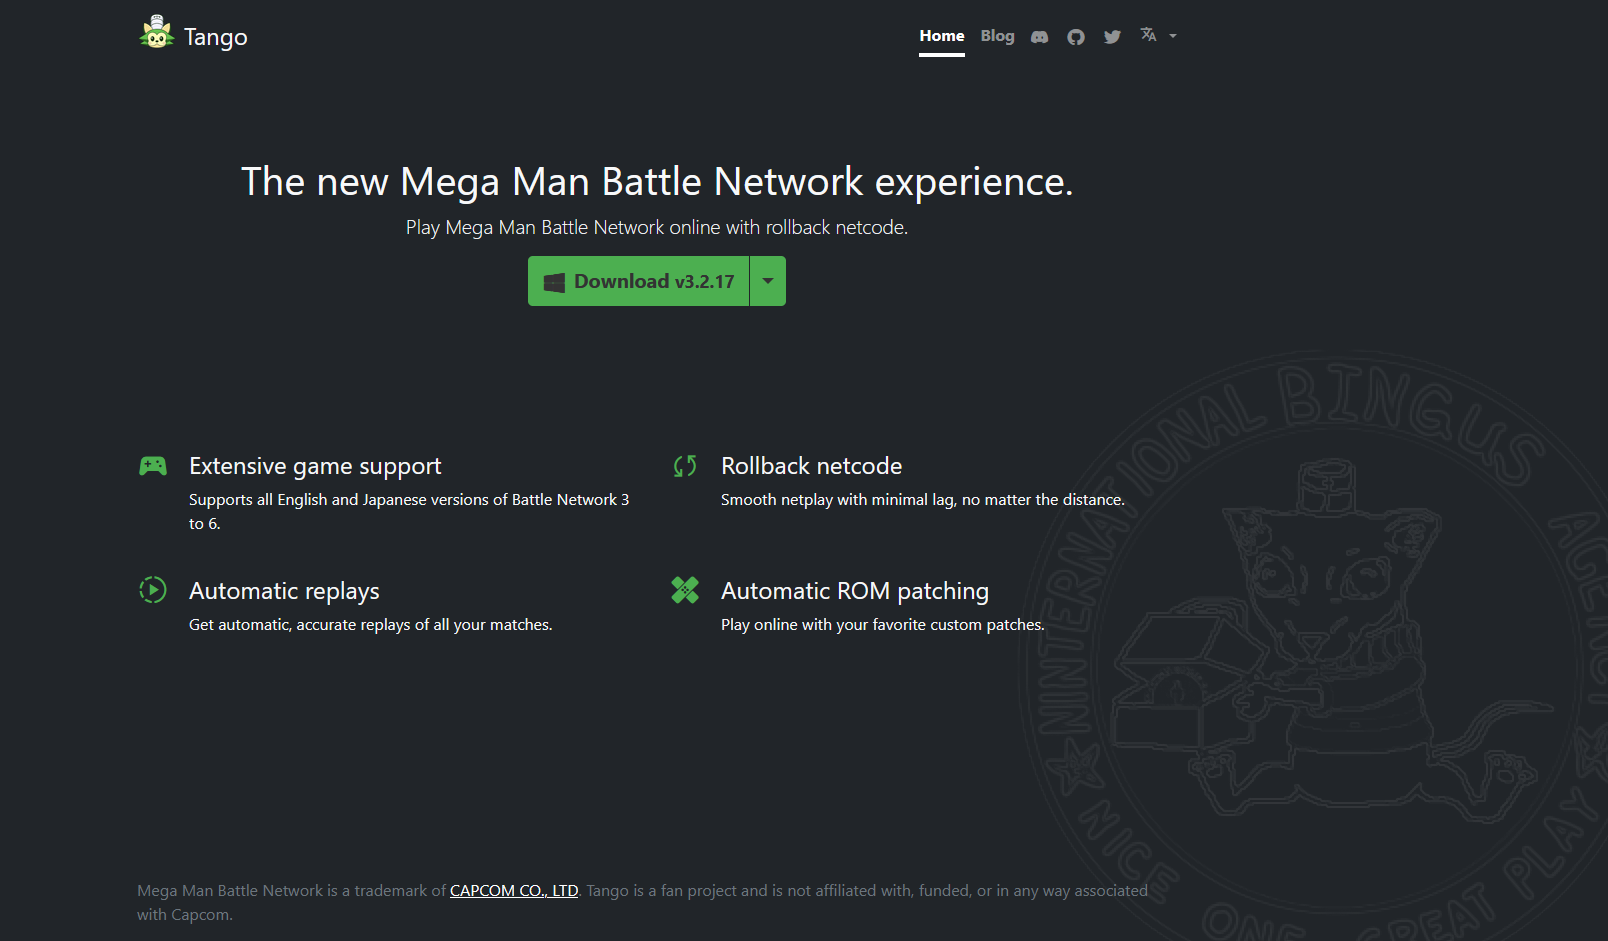 Tango
Home
Blog
The new Mega Man Battle Network experience.
Play Mega Man Battle Network online with rollback netcode.
Download v3.2.17
Extensive game support
Supports all English and Japanese versions of Battle Network 3
to 6.
Rollback netcode
Smooth netplay with minimal lag, no matter the distance.
Automatic replays
Get automatic, accurate replays of all your matches.
Automatic ROM patching
Play online with your favorite custom patches.
NINTERNATIONAL BINGUS AGENCY
NICE ONE GREAT PLAY
Mega Man Battle Network is a trademark of CAPCOM CO., LTD. Tango is a fan project and is not affiliated with, funded, or in any way associated
with Capcom.